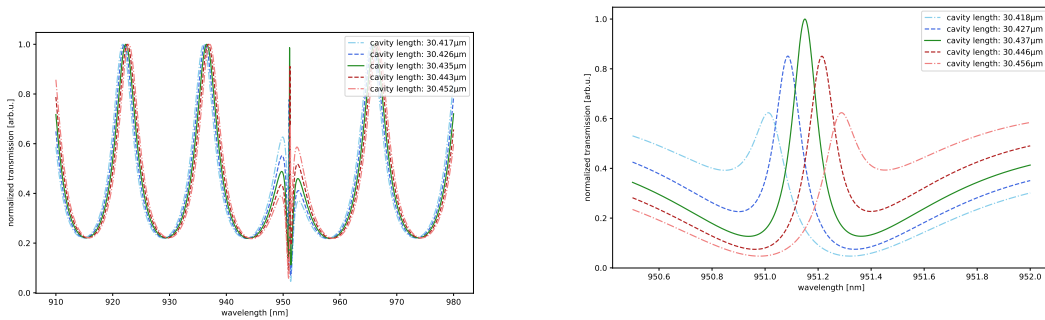 1.0
0.8
0.6
0.4
0.2
0.0
normalized transmission [arb.u.]
cavity length: 30.417μm
cavity length: 30.426μm
cavity length: 30.435μm
cavity length: 30.443μm
cavity length: 30.452μm
910 920 930 940 950 960 970 980
wavelength [nm]
1.0
0.8
0.6
0.4
0.2
0.0
normalized transmission [arb.u.]
cavity length: 30.418μm
cavity length: 30.427μm
cavity length: 30.437μm
cavity length: 30.446μm
cavity length: 30.456μm
950.6 950.8 951.0 951.2 951.4 951.6 951.8 952.0
wavelength [nm]